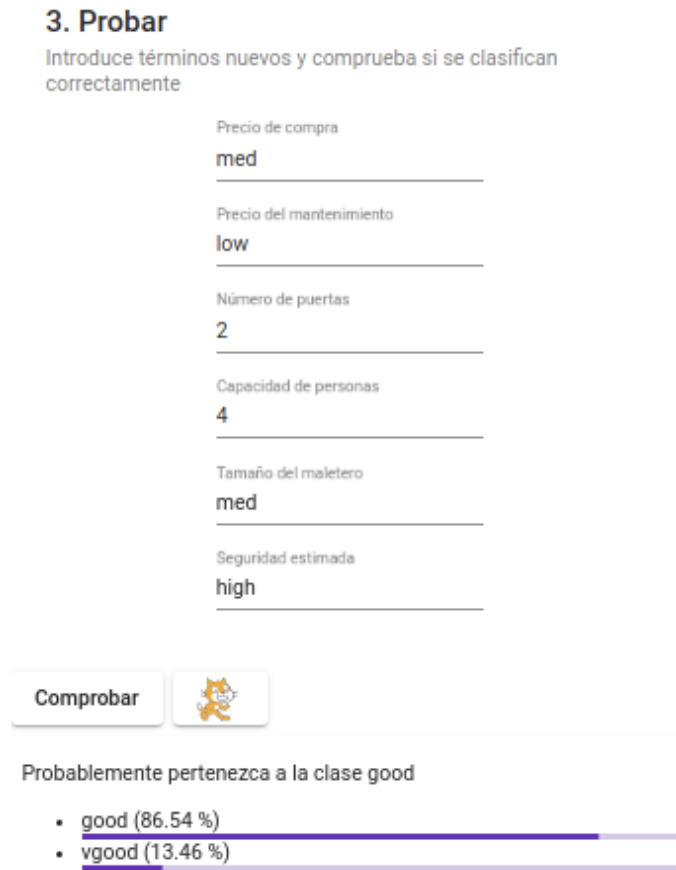 3. Probar
Introduce términos nuevos y comprueba si se clasifican
correctamente
Precio de compra
med
Precio del mantenimiento
low
Número de puertas
2
Capacidad de personas
4
Tamaño del maletero
med
Seguridad estimada
high
Comprobar
Probablemente pertenezca a la clase good
• good (86.54 %)
• vgood (13.46 %)